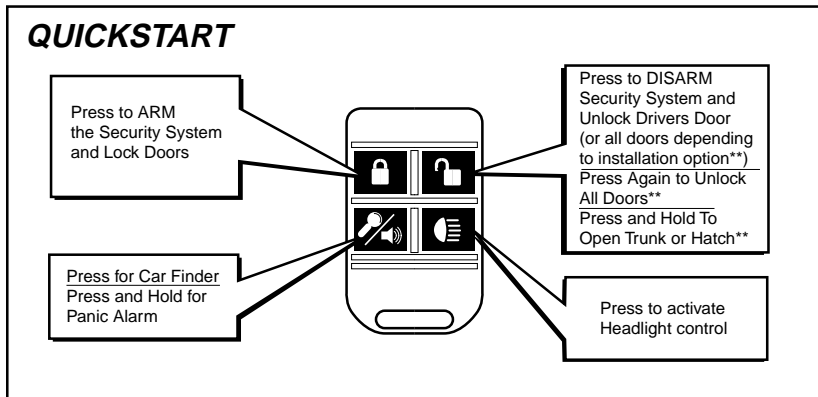 QUICKSTART
Press to ARM
the Security System
and Lock Doors
Press to DISARM
Security System and
Unlock Drivers Door
(or all doors depending
to installation option**)
Press Again to Unlock
All Doors**
Press and Hold To
Open Trunk or Hatch**
Press for Car Finder
Press and Hold for
Panic Alarm
Press to activate
Headlight control